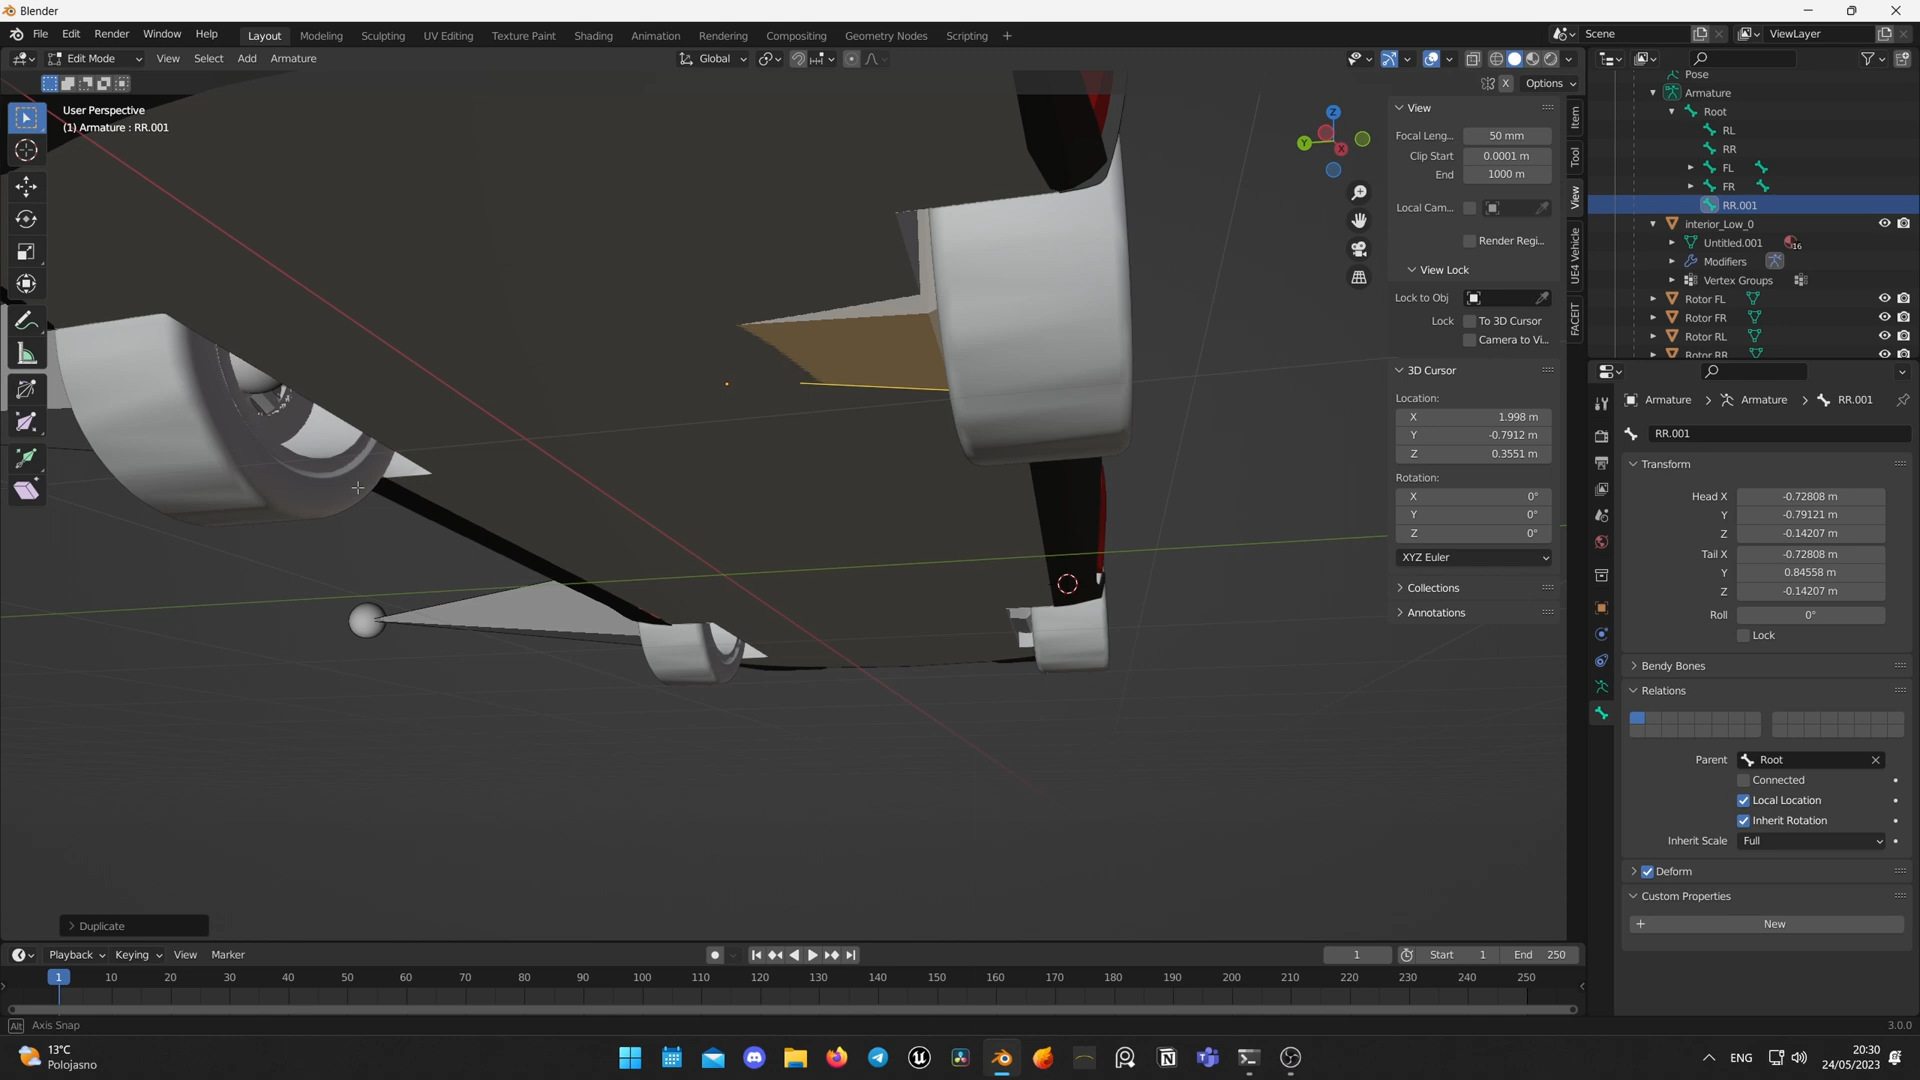 Blender
File Edit Render Window Help Layout Modeling Sculpting UV Editing Texture Paint Shading Animation Rendering Compositing Geometry Nodes Scripting + Scene ViewLayer
Edit Mode View Select Add Armature Global
X Options
User Perspective
(1) Armature : RR.001
View
Focal Leng... 50 mm
Clip Start 0.0001 m
End 1000 m
Local Cam...
Render Regi...
View Lock
Lock to Obj
Lock To 3D Cursor
Camera to Vi...
3D Cursor
Location:
X 1.998 m
Y -0.7912 m
Z 0.3551 m
Rotation:
X 0°
Y 0°
Z 0°
XYZ Euler
Collections
Annotations
Item
Tool
View
UE4 Vehicle
FACEIT
Z
Y
X
Pose
Armature
Root
RL
RR
FL
FR
RR.001
interior_Low_0
Untitled.001 16
Modifiers
Vertex Groups
Rotor FL
Rotor FR
Rotor RL
Rotor RR
Armature Armature RR.001
RR.001
Transform
Head X -0.72808 m
Y -0.79121 m
Z -0.14207 m
Tail X -0.72808 m
Y 0.84558 m
Z -0.14207 m
Roll 0°
Lock
Bendy Bones
Relations
Parent Root
Connected
Local Location
Inherit Rotation
Inherit Scale Full
Deform
Custom Properties
+ New
Duplicate
Playback Keying View Marker 1 Start 1 End 250
1 10 20 30 40 50 60 70 80 90 100 110 120 130 140 150 160 170 180 190 200 210 220 230 240 250
Alt Axis Snap 3.0.0
13°C
Polojasno
ENG
20:30
24/05/2023